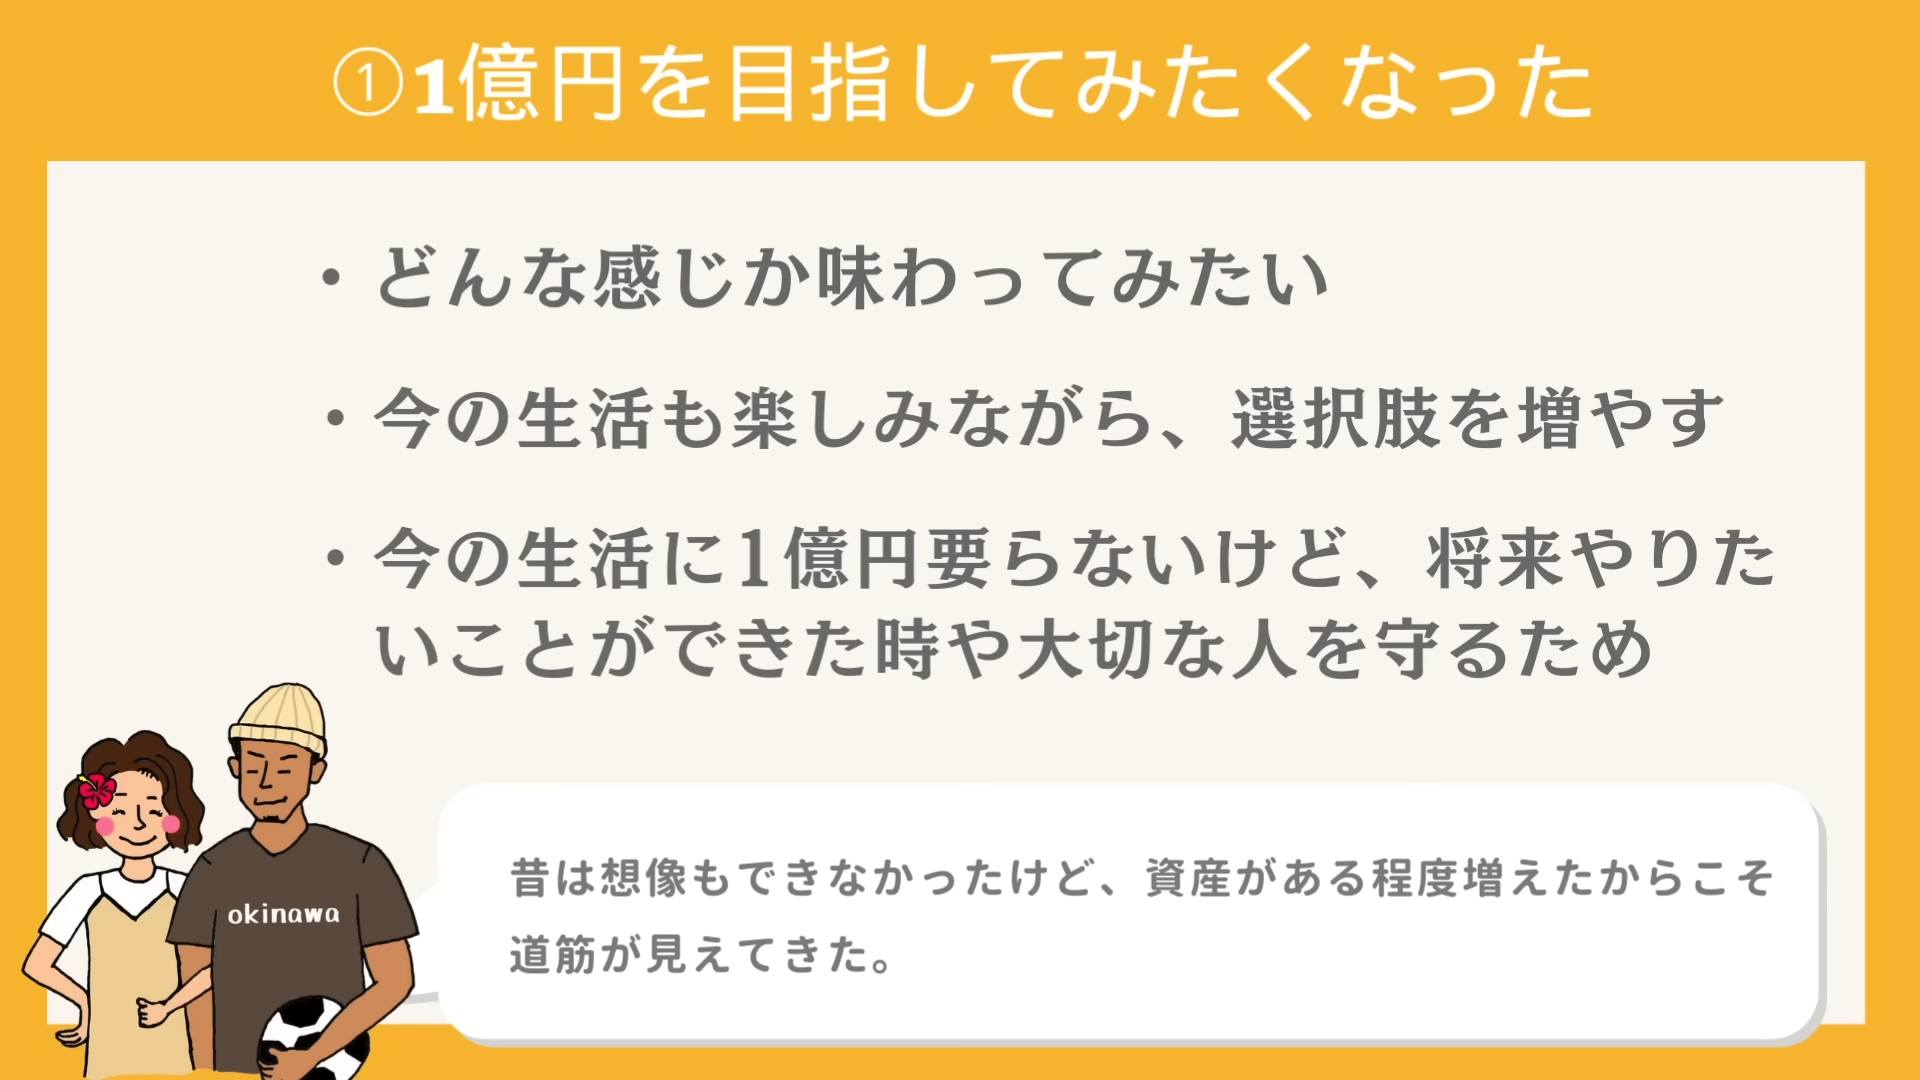 ①1億円を目指してみたくなった
・どんな感じか味わってみたい
・今の生活も楽しみながら、選択肢を増やす
・今の生活に1億円要らないけど、将来やりた
いことができた時や大切な人を守るため
昔は想像もできなかったけど、資産がある程度増えたからこそ
道筋が見えてきた。
okinawa